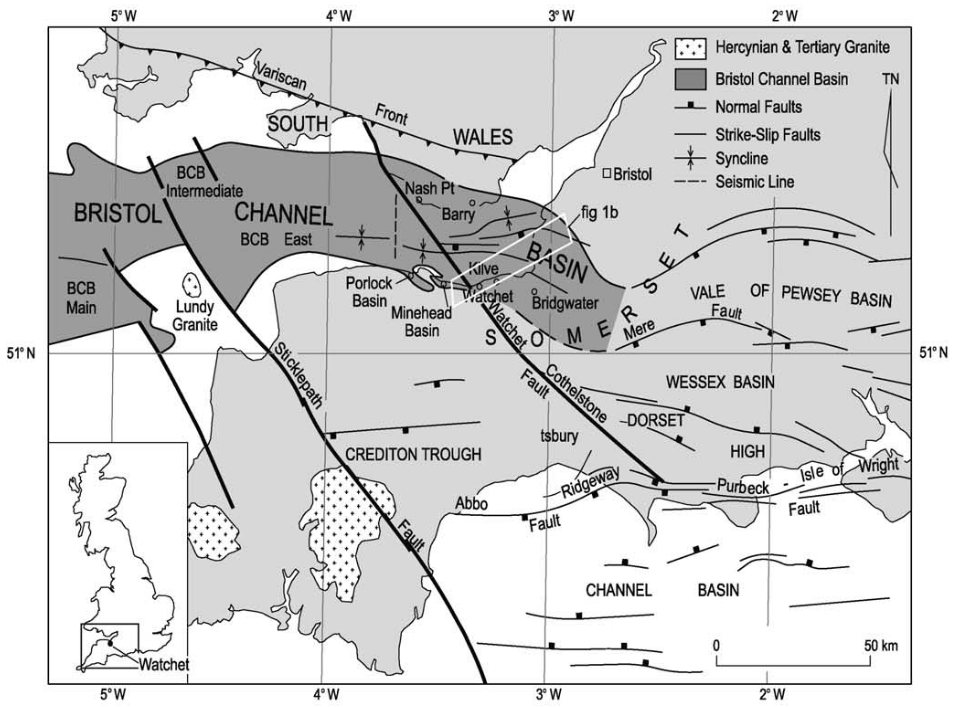 5°W
4°W
3°W
2°W
Hercynian & Tertiary Granite
Bristol Channel Basin
Normal Faults
Strike-Slip Faults
Syncline
Seismic Line
TN
Variscan
Front
SOUTH
WALES
Bristol
BCB
Intermediate
Nash Pt
Barry
fig 1b
BRISTOL
CHANNEL
BASIN
BCB East
BCB
Main
Lundy
Granite
Porlock
Basin
Minehead
Basin
Kilve
Watchet
Bridgwater
SOMERSET
VALE OF PEWSEY BASIN
Mere
Fault
51°N
51°N
Watchet
Cothelstone
Fault
WESSEX BASIN
DORSET
HIGH
Sticklepath
Fault
CREDITON TROUGH
tsbury
Abbo
Ridgeway
Fault
Purbeck - Isle of Wright
Fault
CHANNEL BASIN
Watchet
0
50 km
5°W
4°W
3°W
2°W